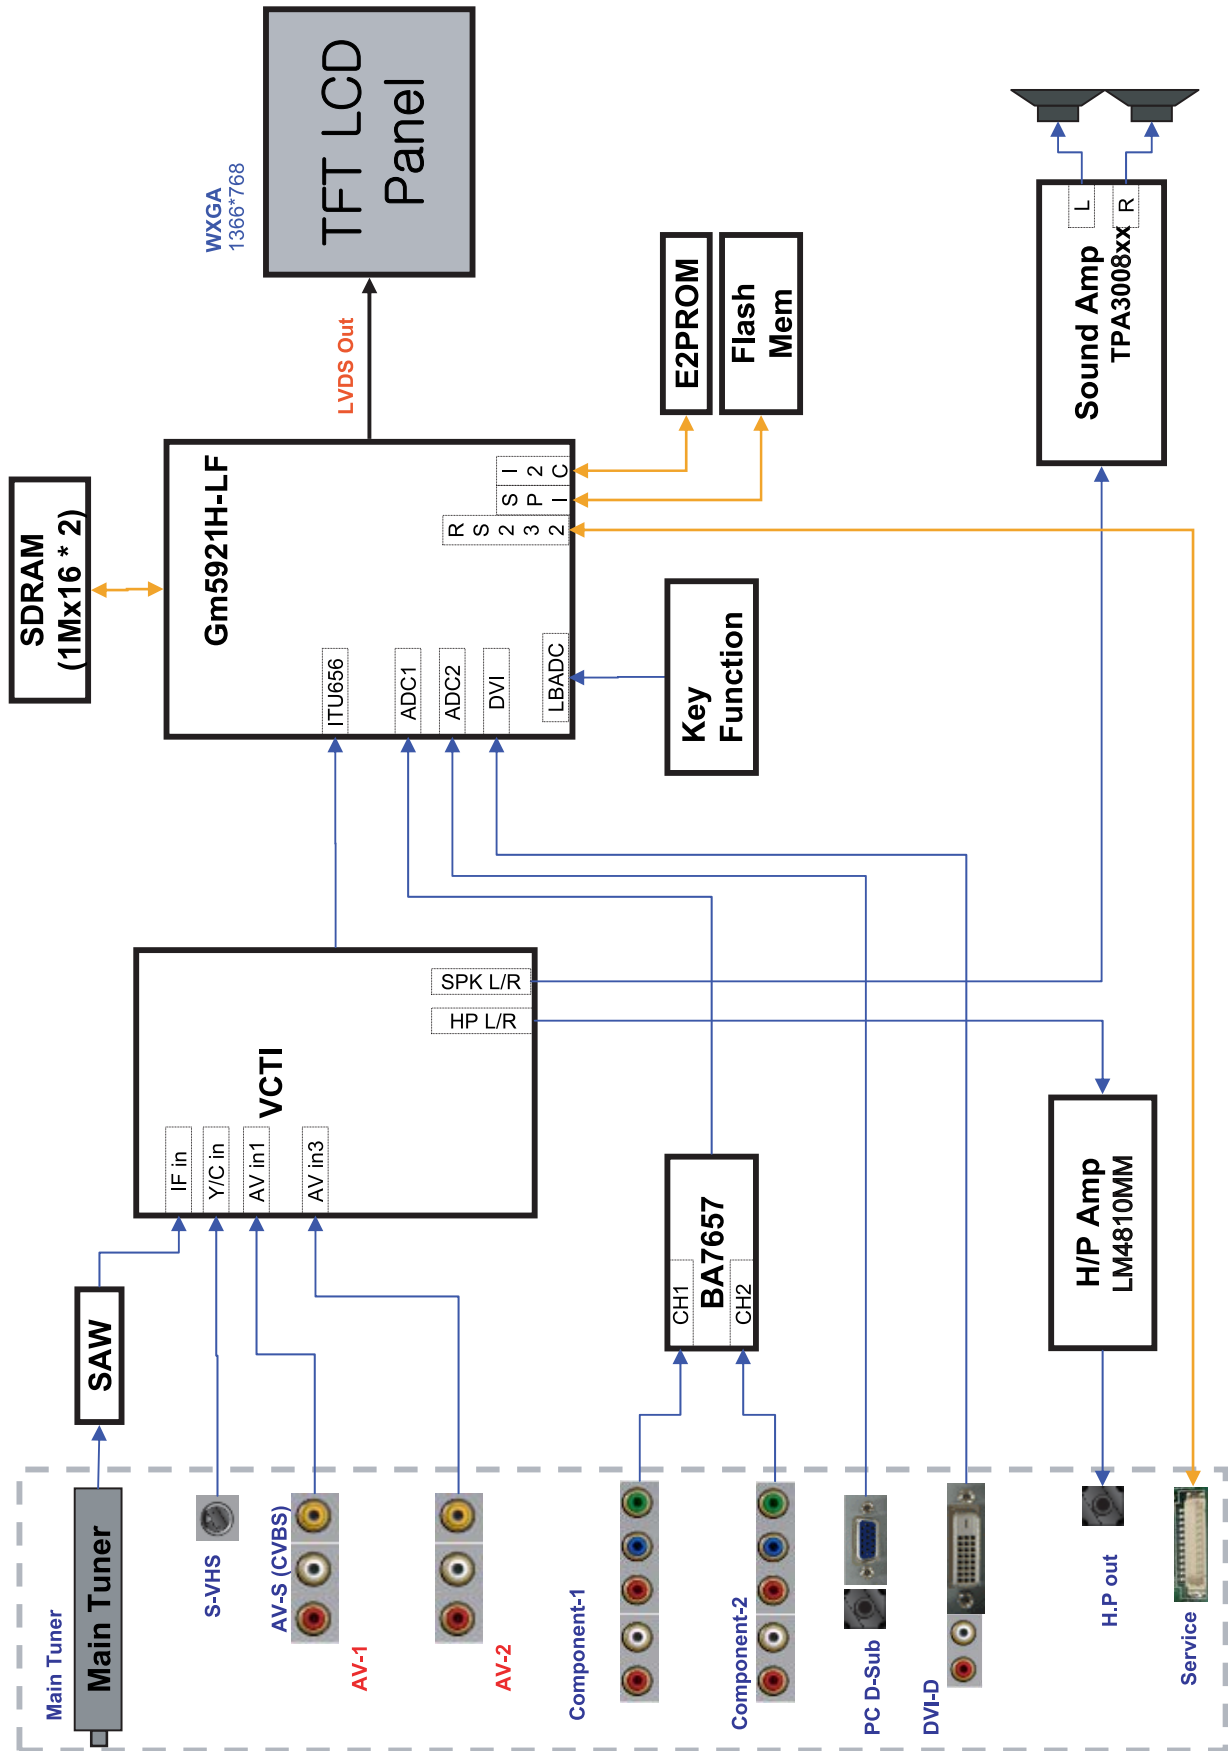 Main Tuner
Main Tuner
S-VHS
AV-S (CVBS)
AV-1
AV-2
Component-1
Component-2
PC D-Sub
DVI-D
H.P out
Service
SAW
IF in
Y/C in
AV in1
AV in3
VCTI
SPK L/R
HP L/R
CH1
CH2
BA7657
H/P Amp
LM4810MM
SDRAM
(1Mx16 * 2)
Gm5921H-LF
ITU656
ADC1
ADC2
DVI
LBADC
RS232
SPI
I2C
Key
Function
LVDS Out
WXGA
1366*768
TFT LCD
Panel
E2PROM
Flash
Mem
Sound Amp
TPA3008xx
L
R